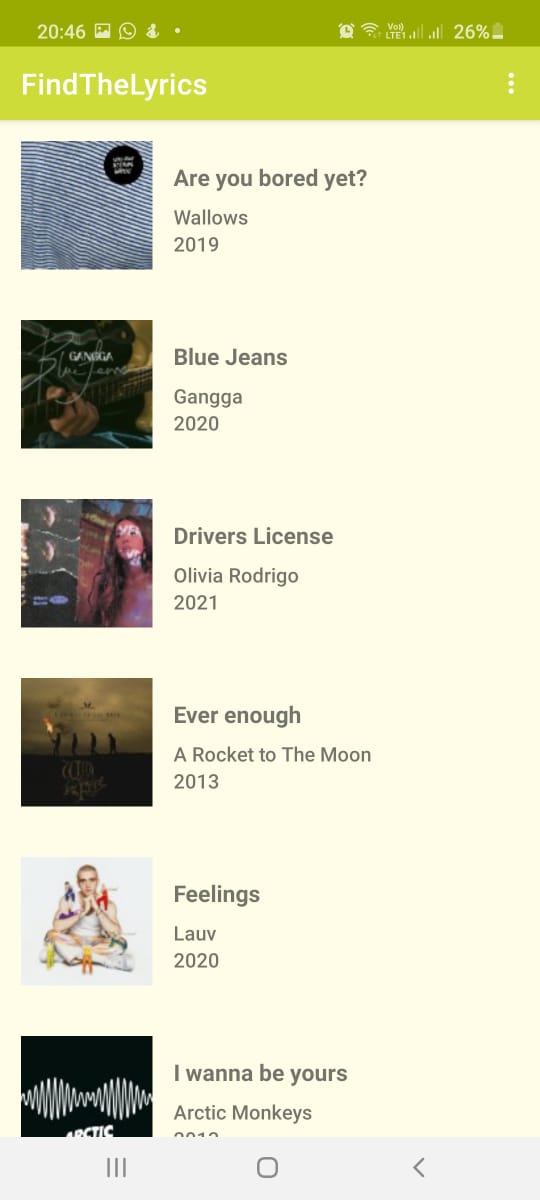 20:46 Vo)) LTE1 26%
FindTheLyrics
Are you bored yet?
Wallows
2019
GANGGA
Blue Jeans
Blue Jeans
Gangga
2020
Drivers License
Olivia Rodrigo
2021
Ever enough
A Rocket to The Moon
2013
Feelings
Lauv
2020
I wanna be yours
ARCTIC
Arctic Monkeys